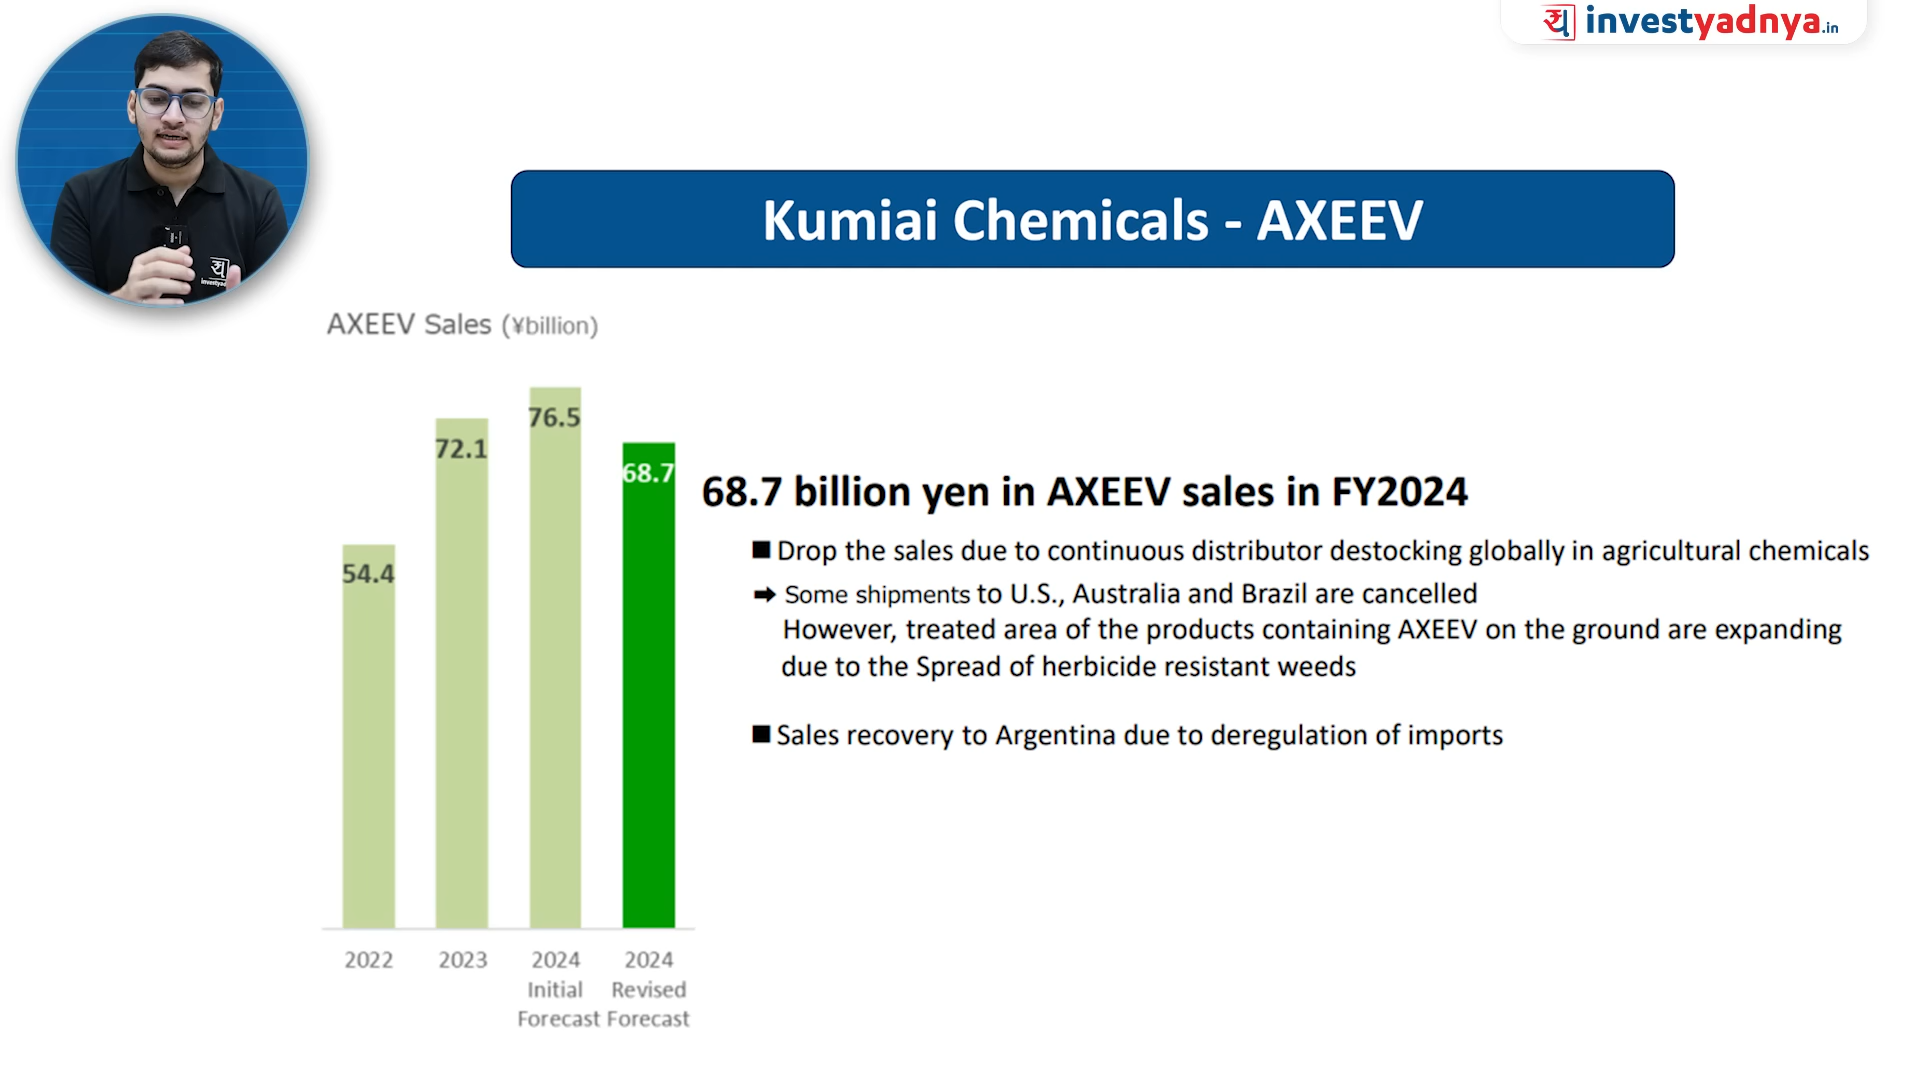 investyadnya.in
Kumiai Chemicals - AXEEV
AXEEV Sales (¥billion)
76.5
72.1
68.7
54.4
2022
2023
2024
Initial
Forecast
2024
Revised
Forecast
68.7 billion yen in AXEEV sales in FY2024
■ Drop the sales due to continuous distributor destocking globally in agricultural chemicals
➡ Some shipments to U.S., Australia and Brazil are cancelled
However, treated area of the products containing AXEEV on the ground are expanding
due to the Spread of herbicide resistant weeds
■ Sales recovery to Argentina due to deregulation of imports